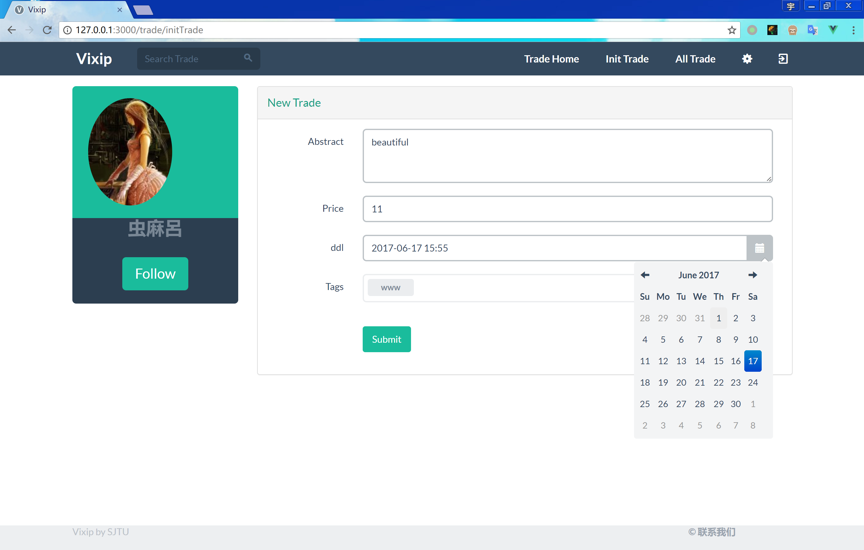 Vixip
字
127.0.0.1:3000/trade/initTrade
Vixip
Search Trade
Trade Home
Init Trade
All Trade
虫麻呂
Follow
New Trade
Abstract
beautiful
Price
11
ddl
2017-06-17 15:55
Tags
www
Submit
June 2017
Su Mo Tu We Th Fr Sa
28 29 30 31 1 2 3
4 5 6 7 8 9 10
11 12 13 14 15 16 17
18 19 20 21 22 23 24
25 26 27 28 29 30 1
2 3 4 5 6 7 8
Vixip by SJTU
© 联系我们